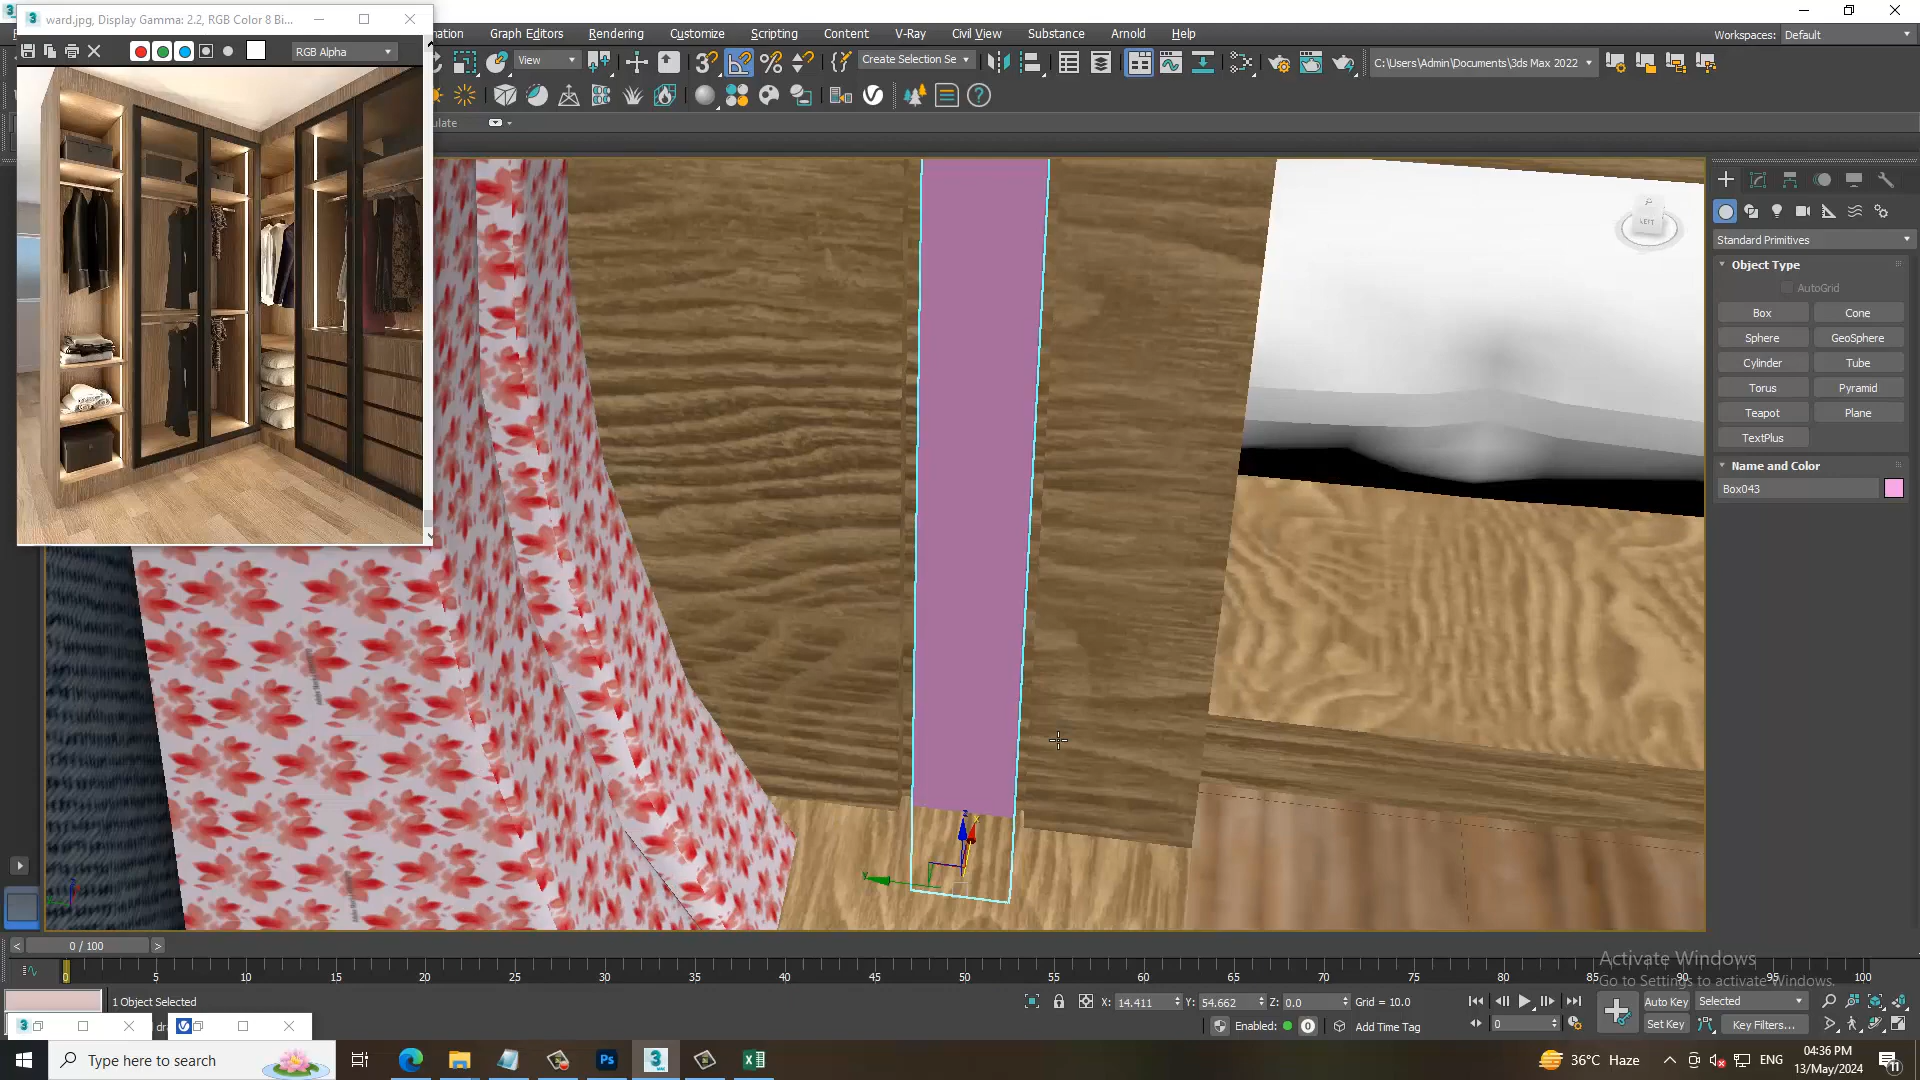 ward.jpg, Display Gamma: 2.2, RGB Color 8 Bi...
RGB Alpha
Graph Editors
Rendering
Customize
Scripting
Content
V-Ray
Civil View
Substance
Arnold
Help
Workspaces: Default
View
Create Selection Se
C:\Users\Admin\Documents\3ds Max 2022
ulate
LEFT
Standard Primitives
Object Type
AutoGrid
Box
Cone
Sphere
GeoSphere
Cylinder
Tube
Torus
Pyramid
Teapot
Plane
TextPlus
Name and Color
Box043
z
x
y
0 / 100
0 5 10 15 20 25 30 35 40 45 50 55 60 65 70 75 80 85 90 95 100
Activate Windows
Go to Settings to activate Windows.
1 Object Selected
X: 14.411
Y: 54.662
Z: 0.0
Grid = 10.0
Auto Key
Selected
Enabled:
0
Add Time Tag
0
Set Key
Key Filters...
Type here to search
36°C Haze
ENG
04:36 PM
13/May/2024